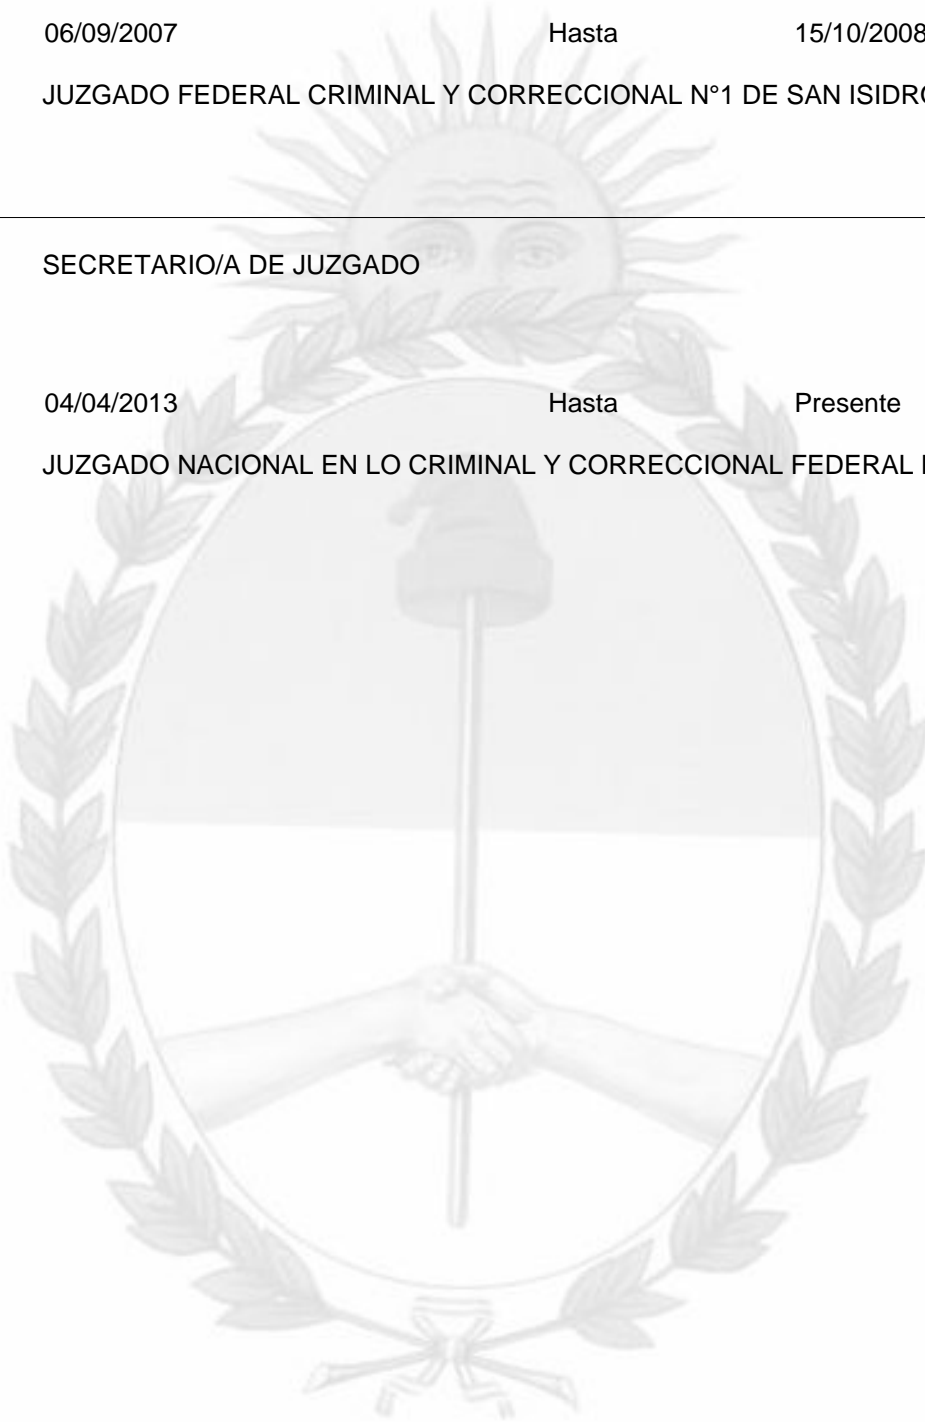 06/09/2007 Hasta 15/10/2008
JUZGADO FEDERAL CRIMINAL Y CORRECCIONAL N°1 DE SAN ISIDRO
SECRETARIO/A DE JUZGADO
04/04/2013 Hasta Presente
JUZGADO NACIONAL EN LO CRIMINAL Y CORRECCIONAL FEDERAL